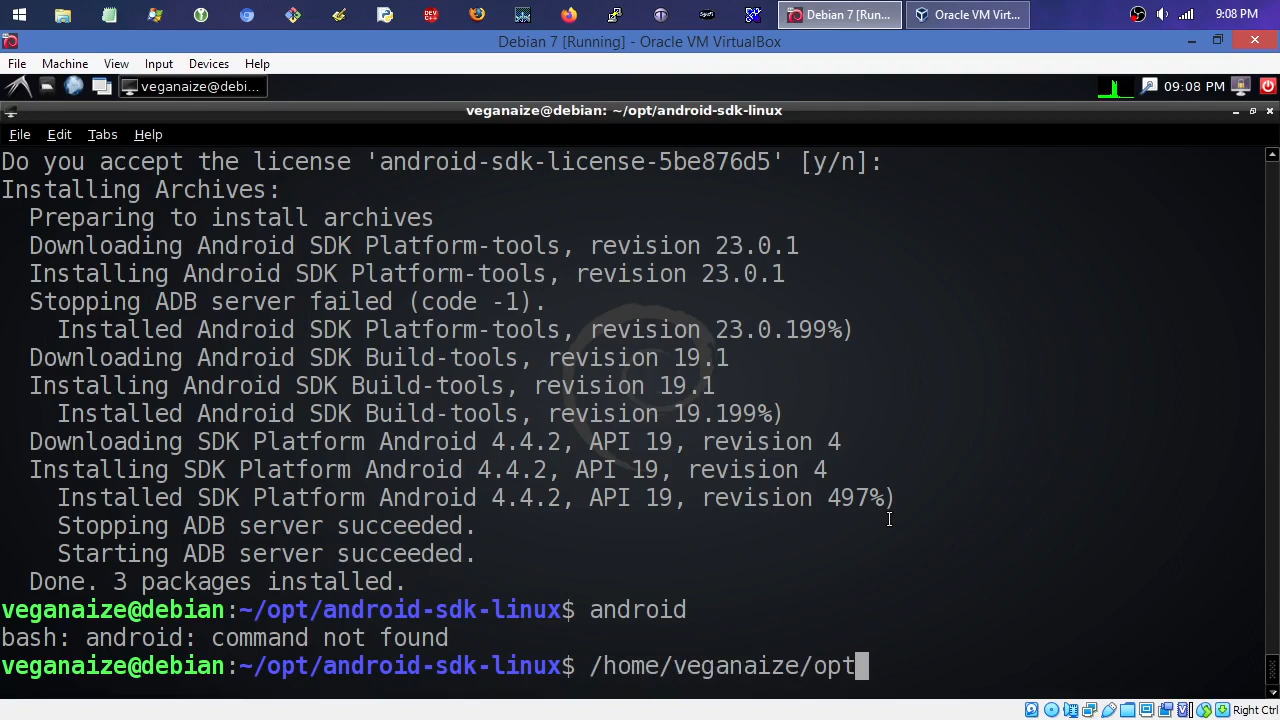 Debian 7 [Run...
Oracle VM Virt...
9:08 PM
Debian 7 [Running] - Oracle VM VirtualBox
File Machine View Input Devices Help
veganaize@debi...
09:08 PM
veganaize@debian: ~/opt/android-sdk-linux
File Edit Tabs Help
Do you accept the license 'android-sdk-license-5be876d5' [y/n]:
Installing Archives:
Preparing to install archives
Downloading Android SDK Platform-tools, revision 23.0.1
Installing Android SDK Platform-tools, revision 23.0.1
Stopping ADB server failed (code -1).
Installed Android SDK Platform-tools, revision 23.0.199%)
Downloading Android SDK Build-tools, revision 19.1
Installing Android SDK Build-tools, revision 19.1
Installed Android SDK Build-tools, revision 19.199%)
Downloading SDK Platform Android 4.4.2, API 19, revision 4
Installing SDK Platform Android 4.4.2, API 19, revision 4
Installed SDK Platform Android 4.4.2, API 19, revision 497%)
Stopping ADB server succeeded.
Starting ADB server succeeded.
Done. 3 packages installed.
veganaize@debian:~/opt/android-sdk-linux$ android
bash: android: command not found
veganaize@debian:~/opt/android-sdk-linux$ /home/veganaize/opt
Right Ctrl